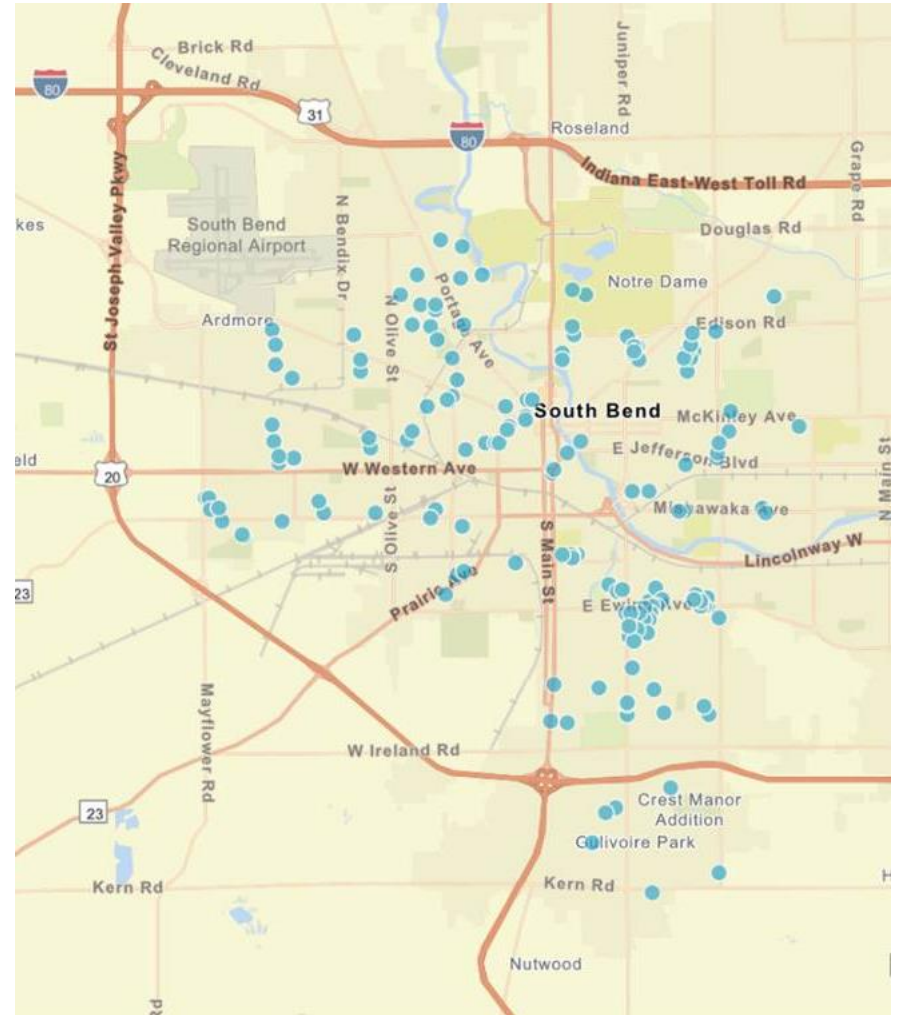 Brick Rd
Cleveland Rd
80
31
80
Juniper Rd
Roseland
Indiana East-West Toll Rd
Grape Rd
St Joseph Valley Pkwy
kes
South Bend
Regional Airport
N Bendix Dr
Douglas Rd
Notre Dame
Portage Ave
N Olive St
Ardmore
Edison Rd
South Bend
McKinley Ave
E Jefferson Blvd
eld
W Western Ave
20
N Main St
Mishawaka Ave
S Olive St
S Main St
Lincolnway W
23
Prairie Ave
E Ewing Ave
Mayflower Rd
W Ireland Rd
23
Crest Manor
Addition
Gulivoire Park
Kern Rd
Kern Rd
H
Nutwood